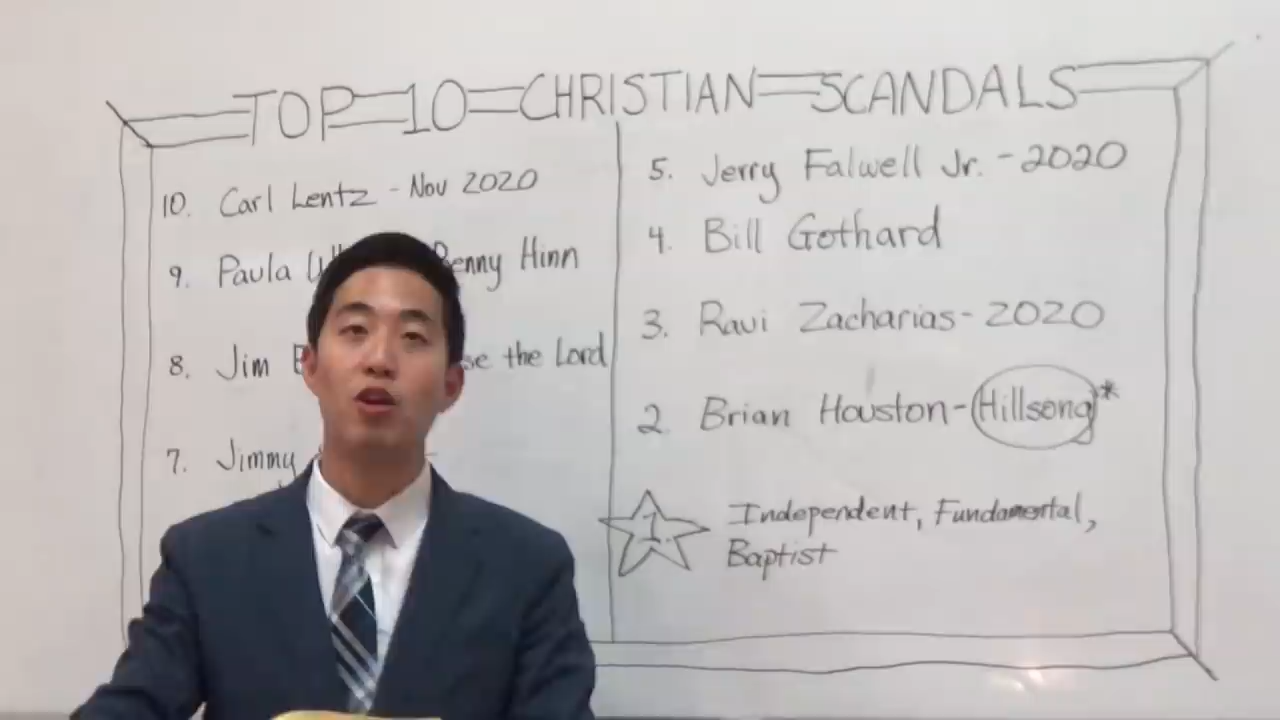 TOP 10 CHRISTIAN SCANDALS
10. Carl Lentz - Nov 2020
9. Paula Benny Hinn
8. Jim the Lord
7. Jimmy
5. Jerry Falwell Jr. - 2020
4. Bill Gothard
3. Ravi Zacharias - 2020
2. Brian Houston - Hillsong*
1 Independent, Fundamental,
Baptist